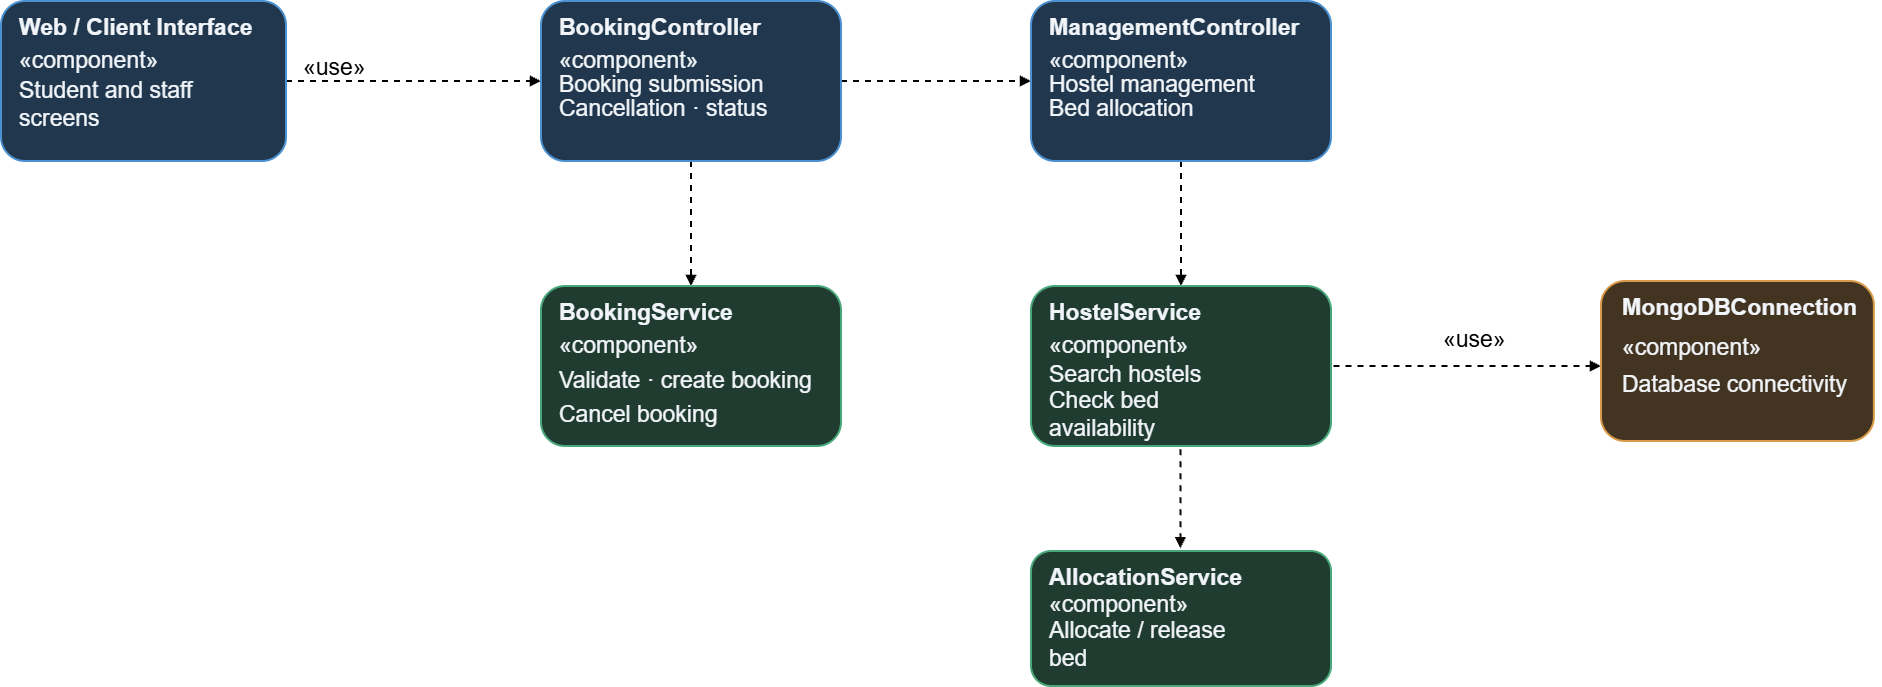 Web / Client Interface
«component»
Student and staff
screens
«use»
BookingController
«component»
Booking submission
Cancellation · status
ManagementController
«component»
Hostel management
Bed allocation
BookingService
«component»
Validate · create booking
Cancel booking
HostelService
«component»
Search hostels
Check bed
availability
«use»
MongoDBConnection
«component»
Database connectivity
AllocationService
«component»
Allocate / release
bed